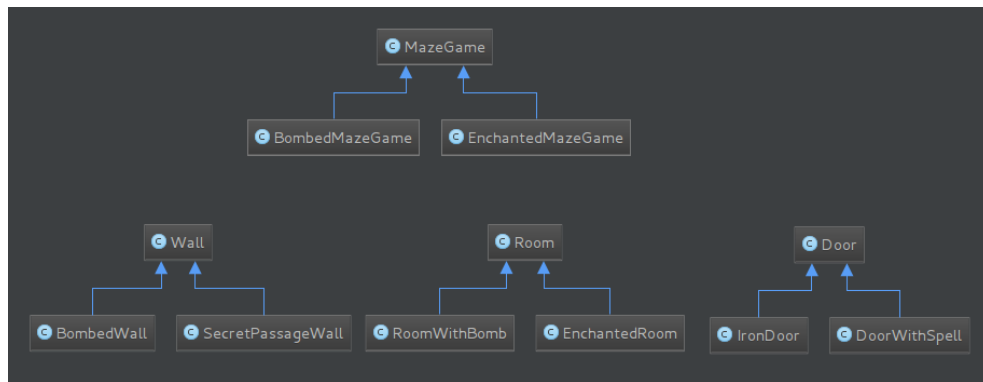 MazeGame
BombedMazeGame
EnchantedMazeGame
Wall
Room
Door
BombedWall
SecretPassageWall
RoomWithBomb
EnchantedRoom
IronDoor
DoorWithSpell